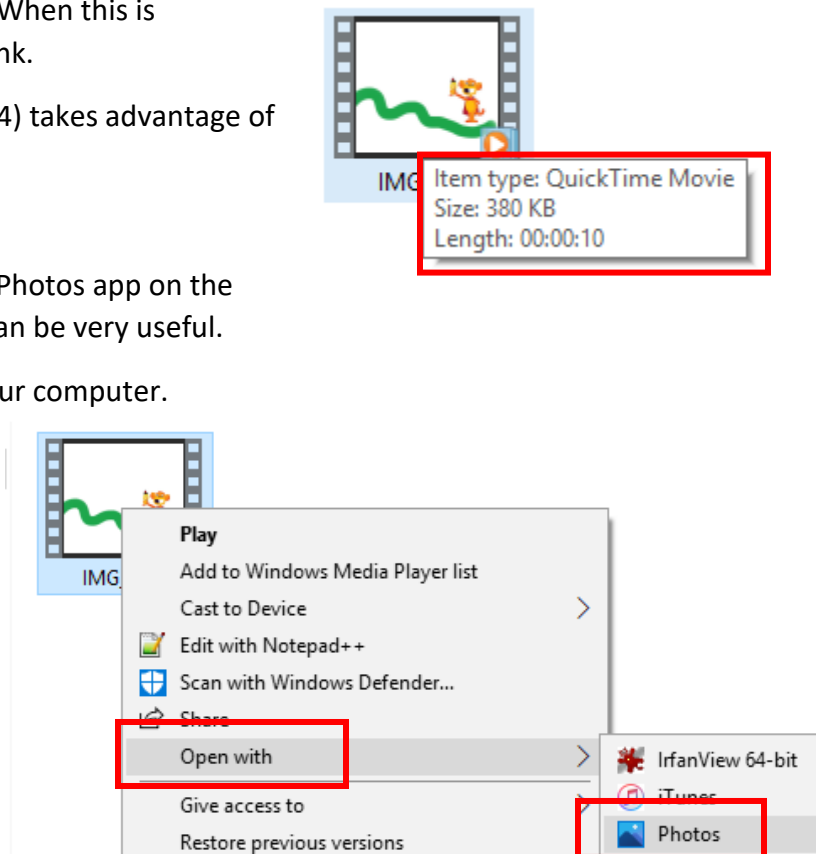 When this is
nk.
4) takes advantage of
IMG
Item type: QuickTime Movie
Size: 380 KB
Length: 00:00:10
Photos app on the
an be very useful.
ur computer.
IMG_
Play
Add to Windows Media Player list
Cast to Device
Edit with Notepad++
Scan with Windows Defender...
Share
Open with
IrfanView 64-bit
iTunes
Give access to
Photos
Restore previous versions